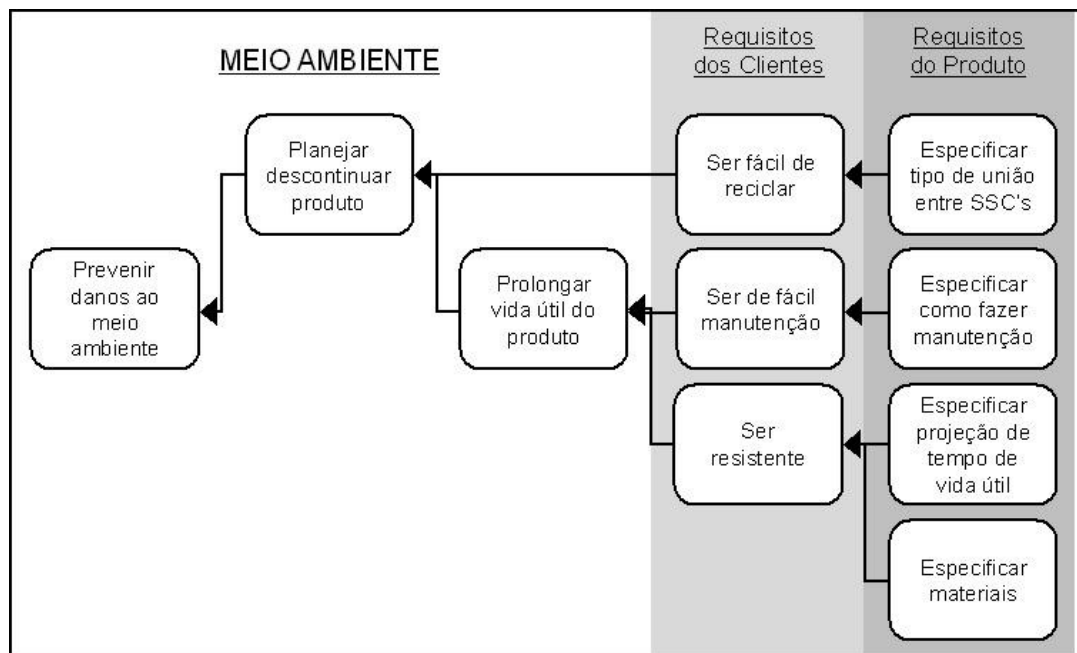 MEIO AMBIENTE
Requisitos
dos Clientes
Requisitos
do Produto
Planejar
descontinuar
produto
Ser fácil de
reciclar
Especificar
tipo de união
entre SSC's
Prevenir
danos ao
meio
ambiente
Prolongar
vida útil do
produto
Ser de fácil
manutenção
Especificar
como fazer
manutenção
Ser
resistente
Especificar
projeção de
tempo de
vida útil
Especificar
materiais